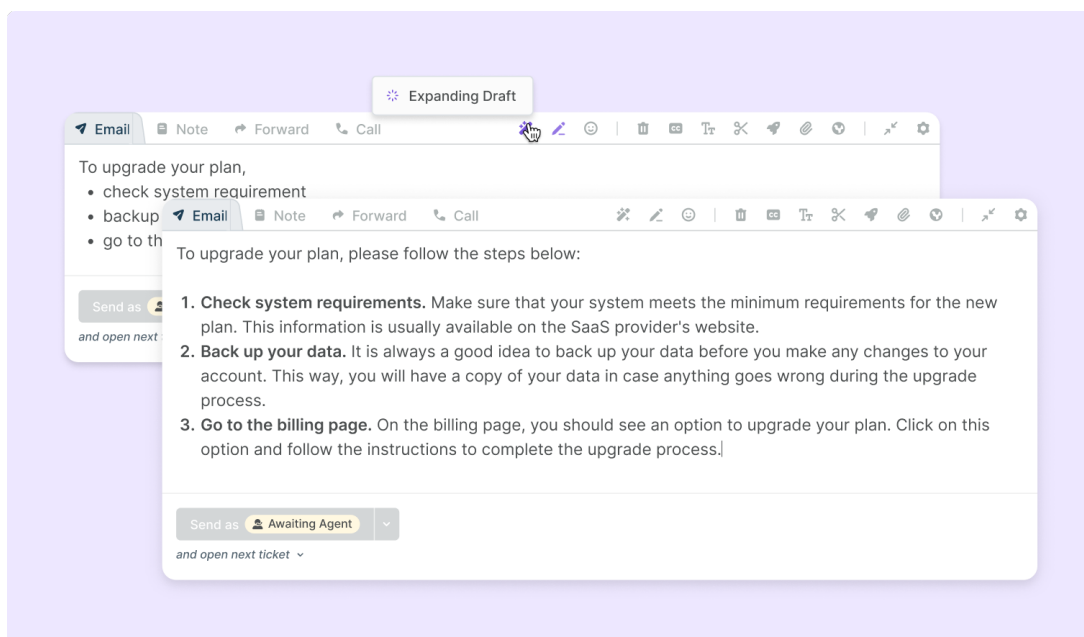 Expanding Draft
Email Note Forward Call CC TT
To upgrade your plan,
• check system requirement
• backup
• go to th
Send as
and open next
Email Note Forward Call CC TT
To upgrade your plan, please follow the steps below:
1. Check system requirements. Make sure that your system meets the minimum requirements for the new
plan. This information is usually available on the SaaS provider's website.
2. Back up your data. It is always a good idea to back up your data before you make any changes to your
account. This way, you will have a copy of your data in case anything goes wrong during the upgrade
process.
3. Go to the billing page. On the billing page, you should see an option to upgrade your plan. Click on this
option and follow the instructions to complete the upgrade process.
Send as Awaiting Agent
and open next ticket